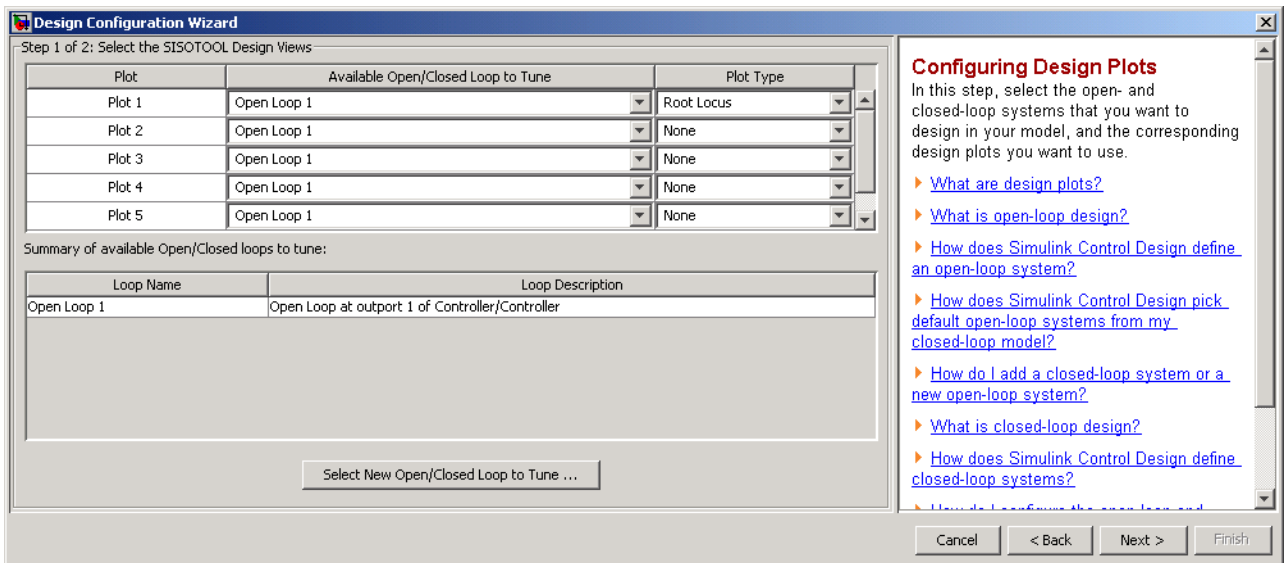 Design Configuration Wizard
Step 1 of 2: Select the SISOTOOL Design Views
Plot Available Open/Closed Loop to Tune Plot Type
Plot 1 Open Loop 1 Root Locus
Plot 2 Open Loop 1 None
Plot 3 Open Loop 1 None
Plot 4 Open Loop 1 None
Plot 5 Open Loop 1 None
Summary of available Open/Closed loops to tune:
Loop Name Loop Description
Open Loop 1 Open Loop at outport 1 of Controller/Controller
Select New Open/Closed Loop to Tune ...
Configuring Design Plots
In this step, select the open- and
closed-loop systems that you want to
design in your model, and the corresponding
design plots you want to use.
What are design plots?
What is open-loop design?
How does Simulink Control Design define
an open-loop system?
How does Simulink Control Design pick
default open-loop systems from my
closed-loop model?
How do I add a closed-loop system or a
new open-loop system?
What is closed-loop design?
How does Simulink Control Design define
closed-loop systems?
How do I configure the open-loop and
Cancel < Back Next > Finish